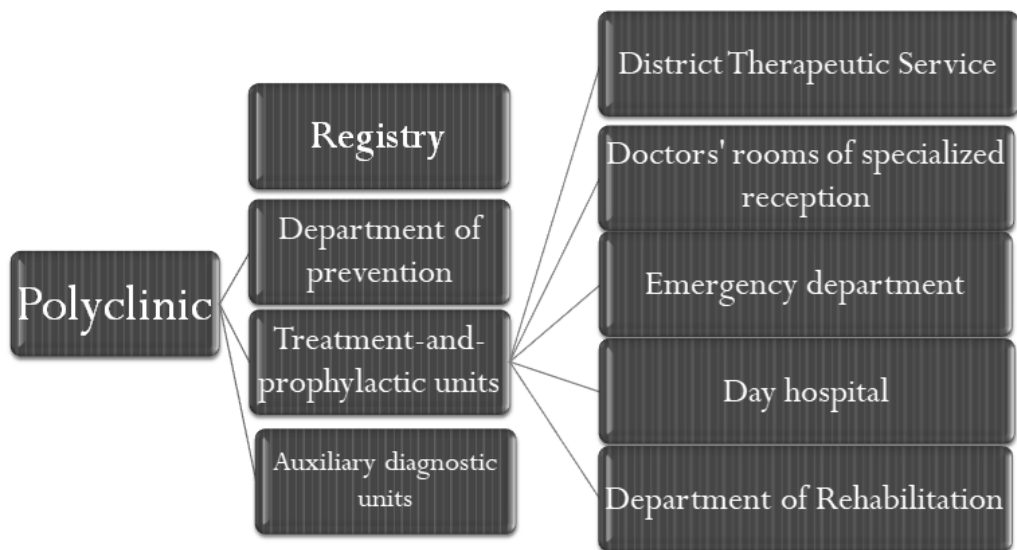 Polyclinic
Registry
Department of
prevention
Treatment-and-
prophylactic units
Auxiliary diagnostic
units
District Therapeutic Service
Doctors' rooms of specialized
reception
Emergency department
Day hospital
Department of Rehabilitation